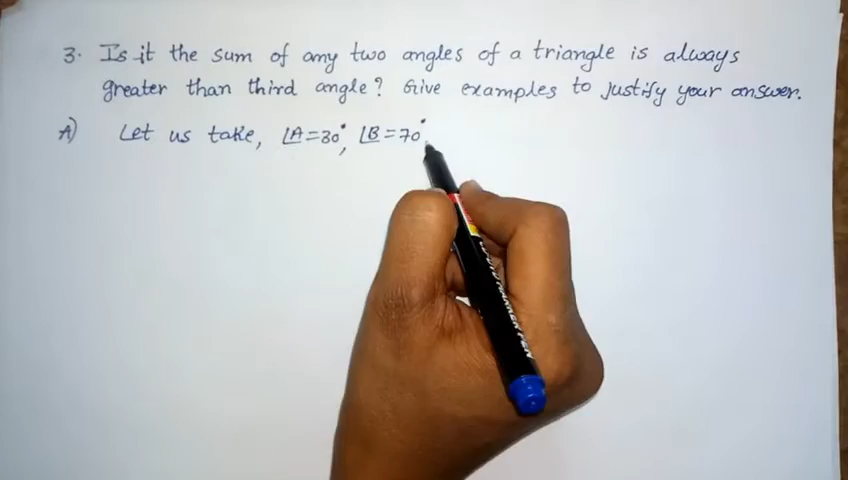 3. Is it the sum of any two angles of a triangle is always
greater than third angle? Give examples to justify your answer.
A) Let us take, ∠A=30°, ∠B=70°